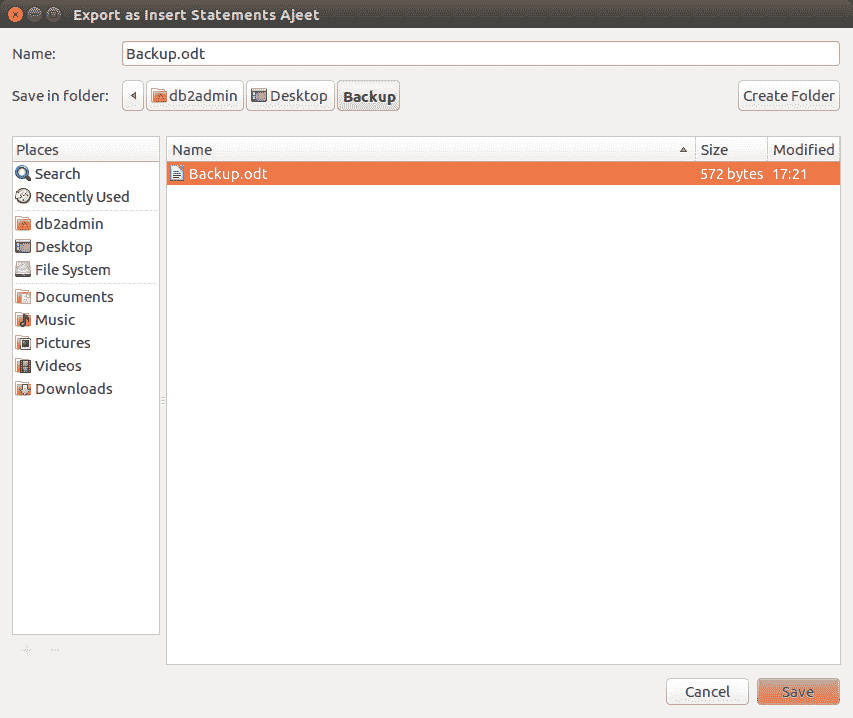 Export as Insert Statements Ajeet
Name: Backup.odt
Save in folder: db2admin Desktop Backup Create Folder
Places
Search
Recently Used
db2admin
Desktop
File System
Documents
Music
Pictures
Videos
Downloads
Name Size Modified
Backup.odt 572 bytes 17:21
Cancel Save